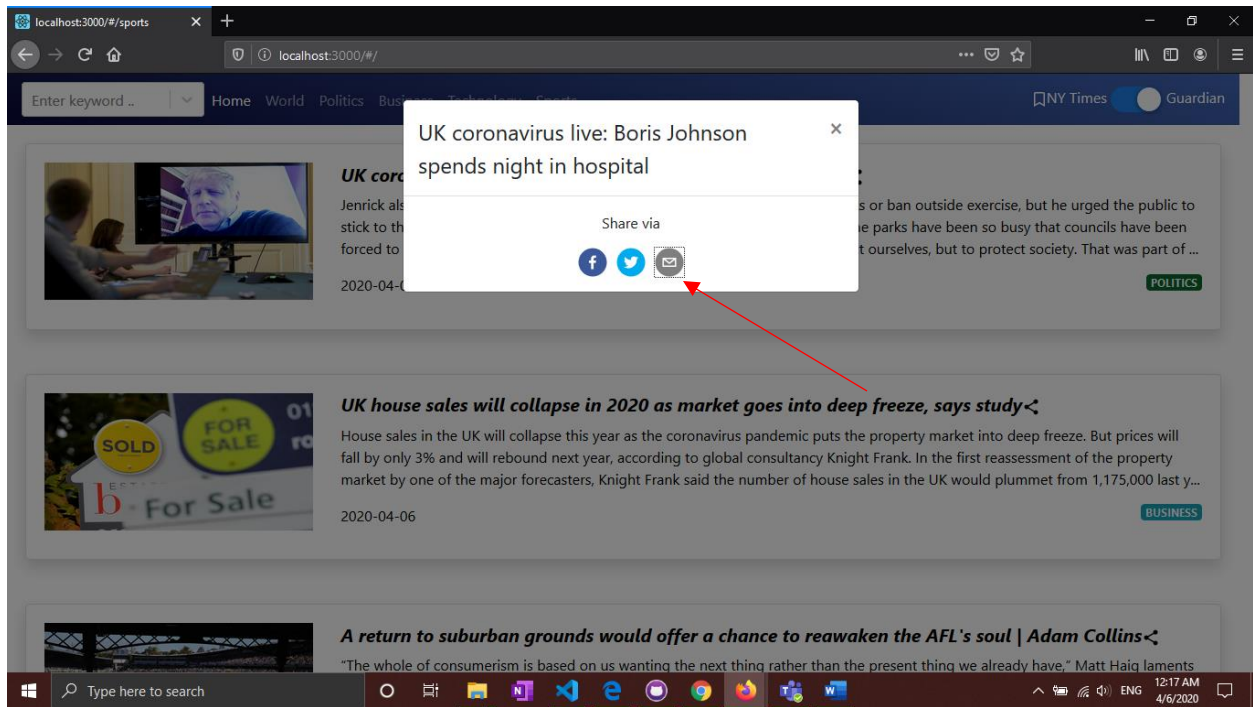 localhost:3000/#/sports
localhost:3000/#/
Enter keyword ..
Home World Politics Business Technology Sports
NY Times
Guardian
UK coronavirus live: Boris Johnson
spends night in hospital
×
Share via
UK coro
Jenrick als
s or ban outside exercise, but he urged the public to
stick to th
e parks have been so busy that councils have been
forced to
t ourselves, but to protect society. That was part of ...
2020-04-0
POLITICS
SOLD
FOR
SALE
01
ro
b
For Sale
UK house sales will collapse in 2020 as market goes into deep freeze, says study
House sales in the UK will collapse this year as the coronavirus pandemic puts the property market into deep freeze. But prices will
fall by only 3% and will rebound next year, according to global consultancy Knight Frank. In the first reassessment of the property
market by one of the major forecasters, Knight Frank said the number of house sales in the UK would plummet from 1,175,000 last y...
2020-04-06
BUSINESS
A return to suburban grounds would offer a chance to reawaken the AFL's soul | Adam Collins
“The whole of consumerism is based on us wanting the next thing rather than the present thing we already have,” Matt Haig laments
Type here to search
ENG
12:17 AM
4/6/2020